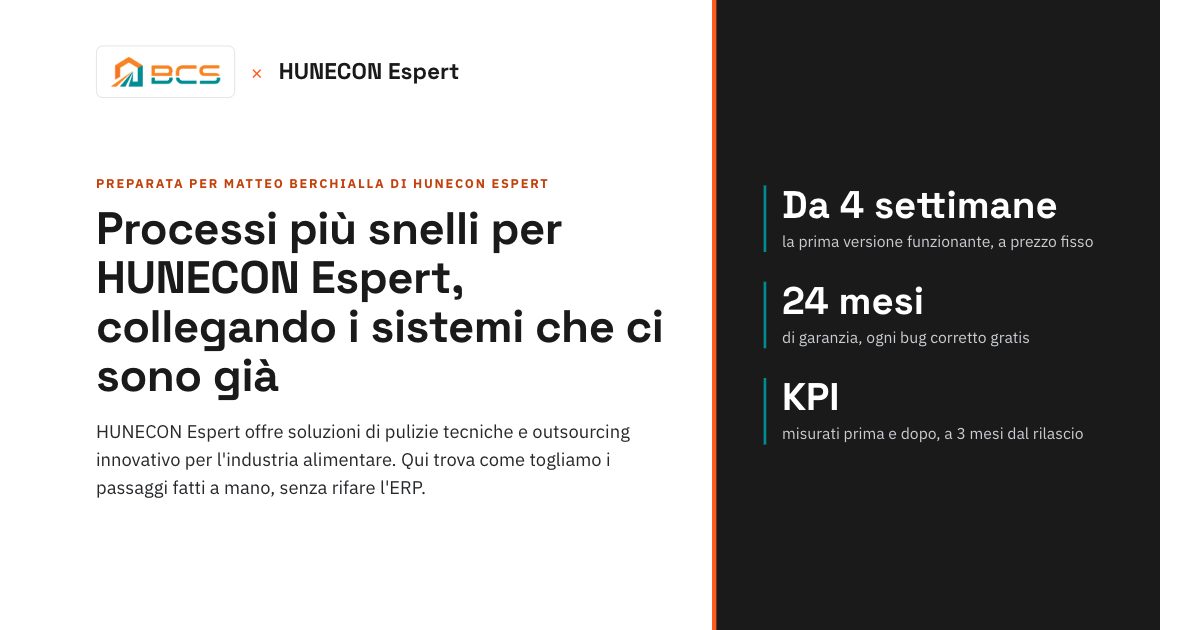 BCS × HUNECON Espert
PREPARATA PER MATTEO BERCHIALLA DI HUNECON ESPERT
Processi più snelli per
HUNECON Espert,
collegando i sistemi che ci
sono già
HUNECON Espert offre soluzioni di pulizie tecniche e outsourcing
innovativo per l'industria alimentare. Qui trova come togliamo i
passaggi fatti a mano, senza rifare l'ERP.
Da 4 settimane
la prima versione funzionante, a prezzo fisso
24 mesi
di garanzia, ogni bug corretto gratis
KPI
misurati prima e dopo, a 3 mesi dal rilascio